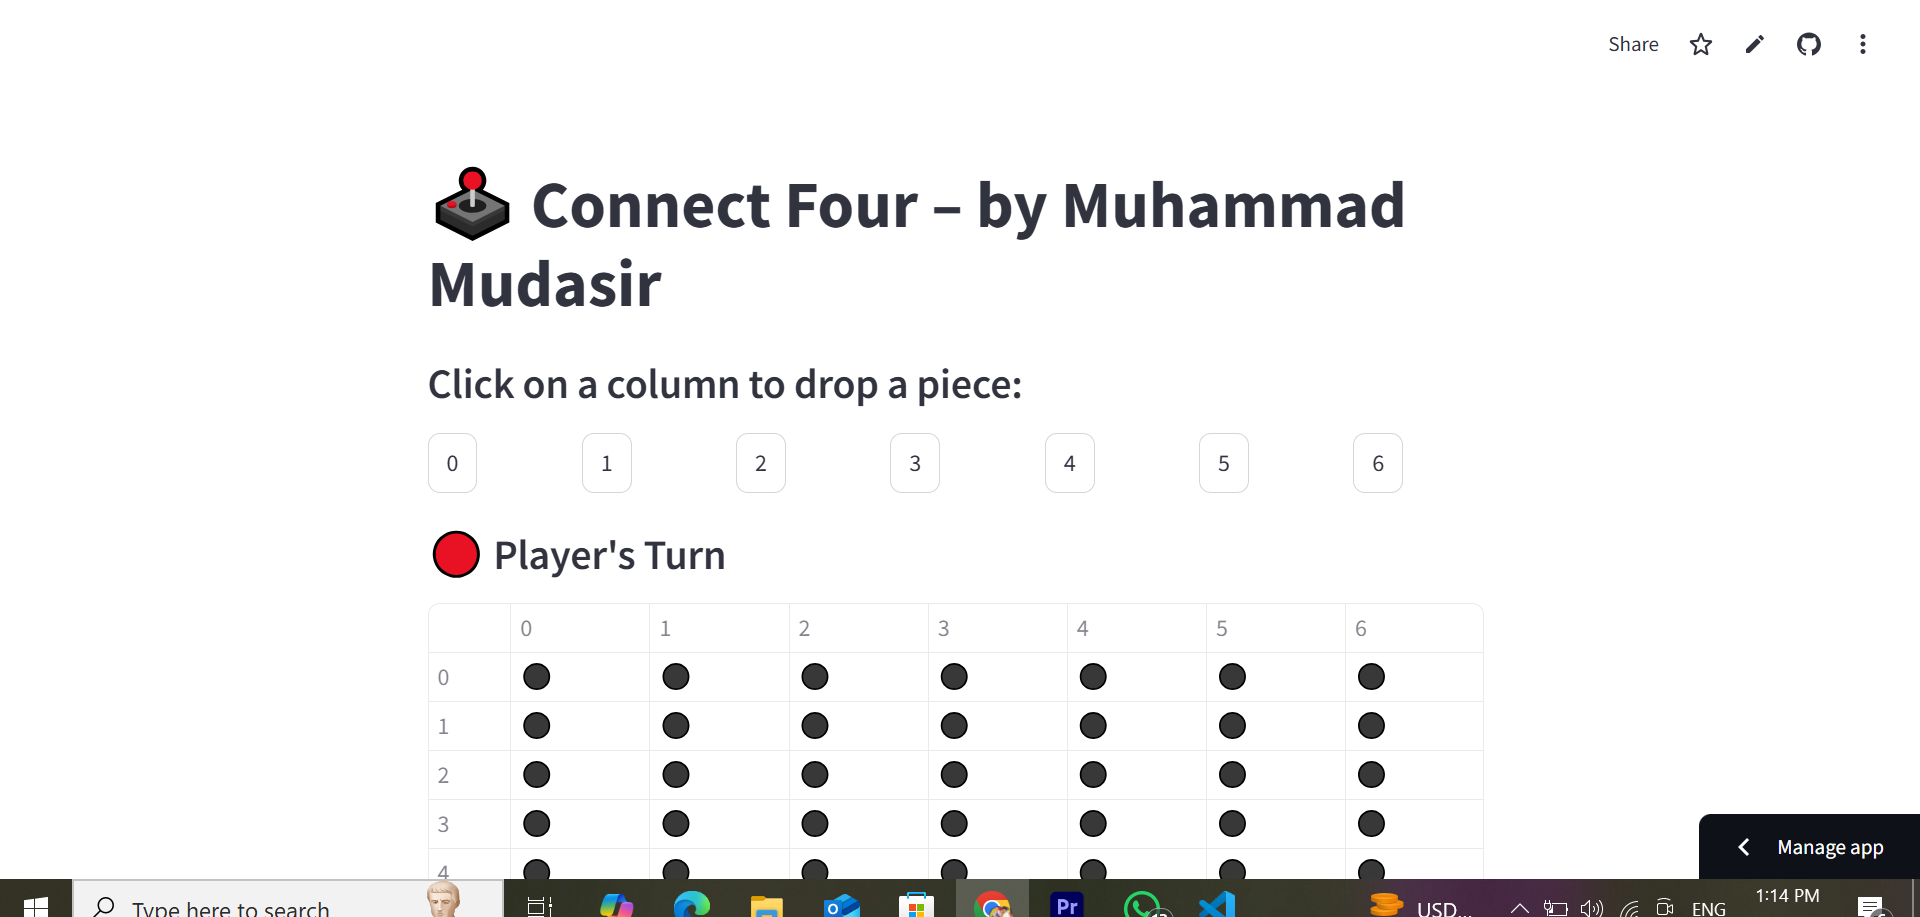 Share
Connect Four – by Muhammad
Mudasir
Click on a column to drop a piece:
0 1 2 3 4 5 6
Player's Turn
0 1 2 3 4 5 6
0
1
2
3
4
Manage app
Type here to search
Pr
USD...
ENG
1:14 PM